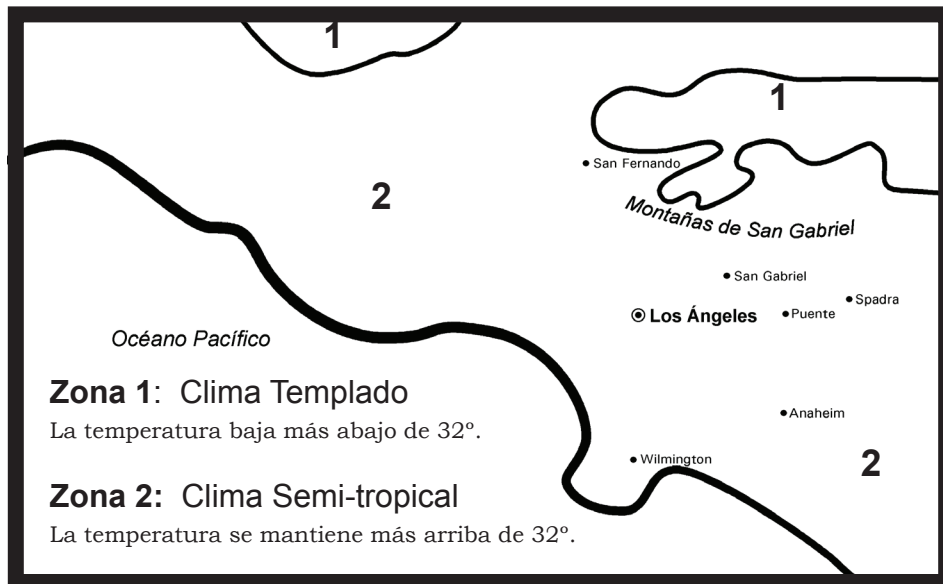 1
1
San Fernando
2
Montañas de San Gabriel
San Gabriel
Spadra
Los Ángeles
Puente
Océano Pacífico
Zona 1: Clima Templado
La temperatura baja más abajo de 32º.
Anaheim
Wilmington
2
Zona 2: Clima Semi-tropical
La temperatura se mantiene más arriba de 32º.